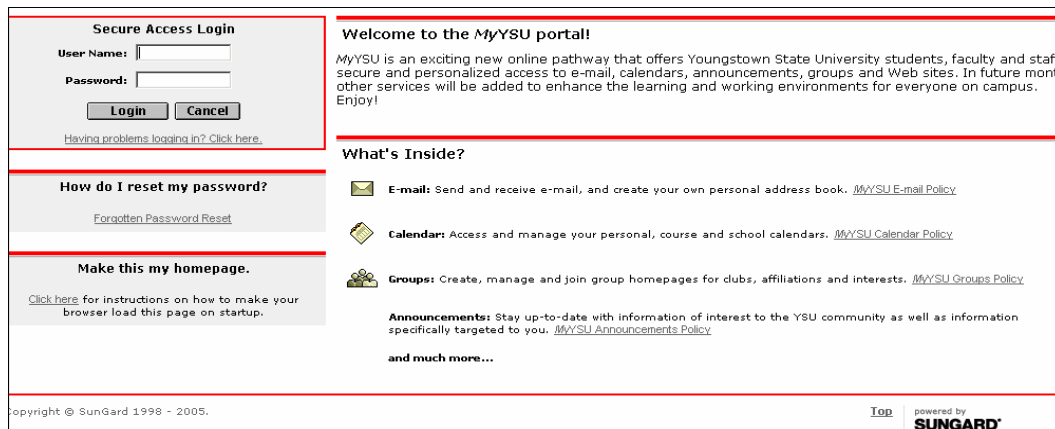 Secure Access Login
User Name:
Password:
Login Cancel
Having problems logging in? Click here.
How do I reset my password?
Forgotten Password Reset
Make this my homepage.
Click here for instructions on how to make your
browser load this page on startup.
Welcome to the MyYSU portal!
MyYSU is an exciting new online pathway that offers Youngstown State University students, faculty and staf
secure and personalized access to e-mail, calendars, announcements, groups and Web sites. In future mont
other services will be added to enhance the learning and working environments for everyone on campus.
Enjoy!
What's Inside?
E-mail: Send and receive e-mail, and create your own personal address book. MyYSU E-mail Policy
Calendar: Access and manage your personal, course and school calendars. MyYSU Calendar Policy
Groups: Create, manage and join group homepages for clubs, affiliations and interests. MyYSU Groups Policy
Announcements: Stay up-to-date with information of interest to the YSU community as well as information
specifically targeted to you. MyYSU Announcements Policy
and much more...
opyright © SunGard 1998 - 2005.
Top
powered by
SUNGARD®